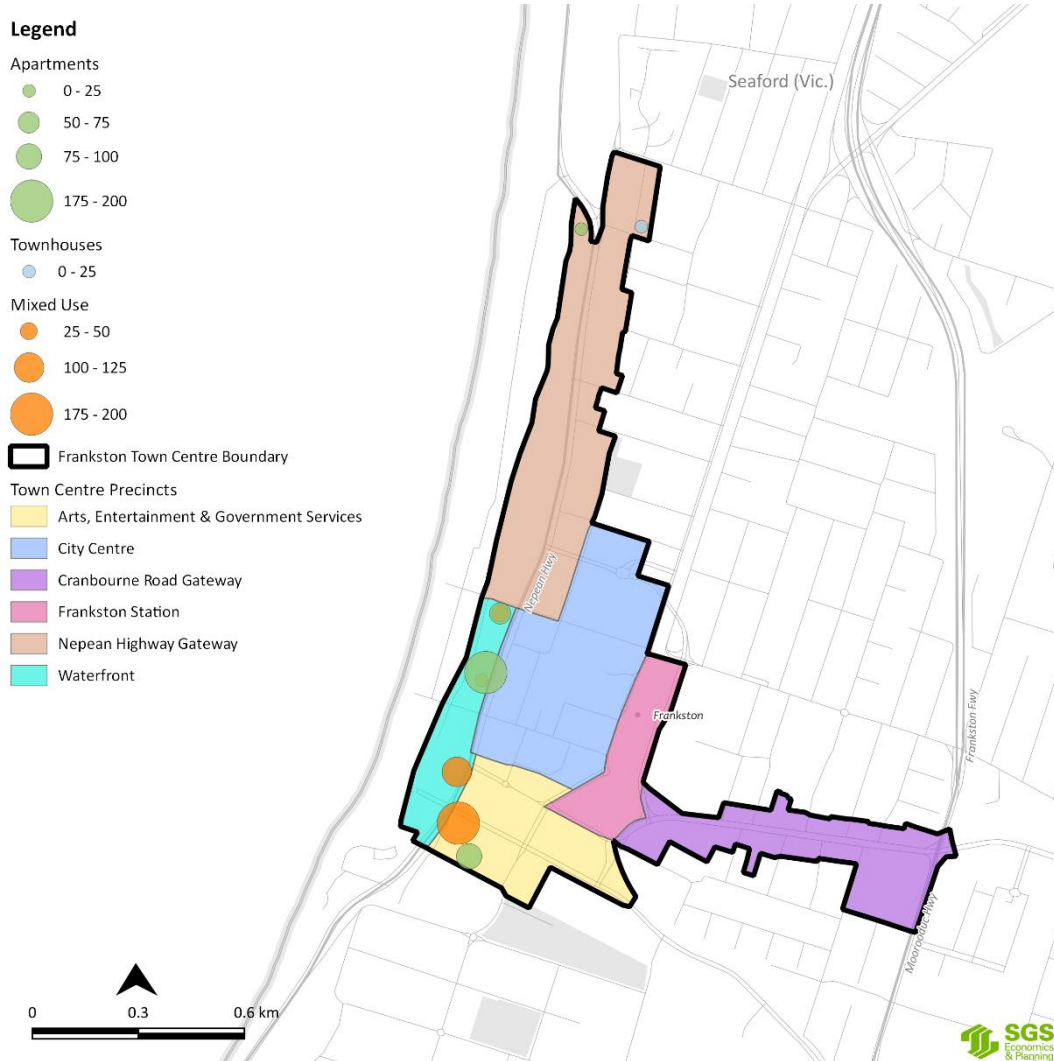 Legend
Apartments
0 - 25
50 - 75
75 - 100
175 - 200
Townhouses
0 - 25
Mixed Use
25 - 50
100 - 125
175 - 200
Frankston Town Centre Boundary
Town Centre Precincts
Arts, Entertainment & Government Services
City Centre
Cranbourne Road Gateway
Frankston Station
Nepean Highway Gateway
Waterfront
Seaford (Vic.)
Nepean Hwy
Frankston
Frankston Fwy
Moorooduc Hwy
0 0.3 0.6 km
SGS
Economics
& Planning